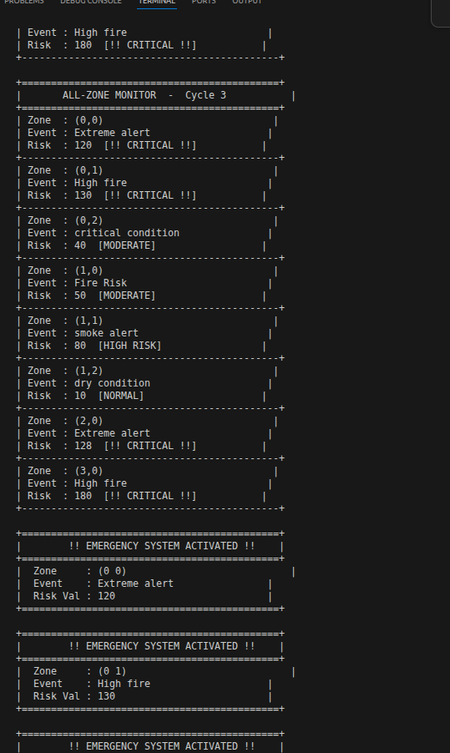 PROBLEMS DEBUG CONSOLE TERMINAL PORTS OUTPUT
| Event : High fire |
| Risk : 180 [!! CRITICAL !!] |
+--------------------------------------------+
+============================================+
| ALL-ZONE MONITOR - Cycle 3 |
+============================================+
| Zone : (0,0) |
| Event : Extreme alert |
| Risk : 120 [!! CRITICAL !!] |
+--------------------------------------------+
| Zone : (0,1) |
| Event : High fire |
| Risk : 130 [!! CRITICAL !!] |
+--------------------------------------------+
| Zone : (0,2) |
| Event : critical condition |
| Risk : 40 [MODERATE] |
+--------------------------------------------+
| Zone : (1,0) |
| Event : Fire Risk |
| Risk : 50 [MODERATE] |
+--------------------------------------------+
| Zone : (1,1) |
| Event : smoke alert |
| Risk : 80 [HIGH RISK] |
+--------------------------------------------+
| Zone : (1,2) |
| Event : dry condition |
| Risk : 10 [NORMAL] |
+--------------------------------------------+
| Zone : (2,0) |
| Event : Extreme alert |
| Risk : 128 [!! CRITICAL !!] |
+--------------------------------------------+
| Zone : (3,0) |
| Event : High fire |
| Risk : 180 [!! CRITICAL !!] |
+--------------------------------------------+
+============================================+
| !! EMERGENCY SYSTEM ACTIVATED !! |
+============================================+
| Zone : (0 0) |
| Event : Extreme alert |
| Risk Val : 120 |
+============================================+
+============================================+
| !! EMERGENCY SYSTEM ACTIVATED !! |
+============================================+
| Zone : (0 1) |
| Event : High fire |
| Risk Val : 130 |
+============================================+
+============================================+
| !! EMERGENCY SYSTEM ACTIVATED !! |